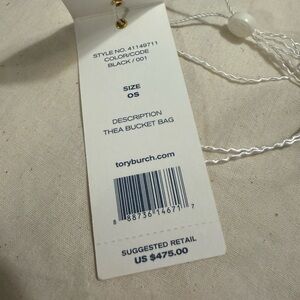 STYLE NO. 41149711
COLOR/CODE
BLACK / 001
SIZE
OS
DESCRIPTION
THEA BUCKET BAG
toryburch.com
8 88736 14671 7
SUGGESTED RETAIL
US $475.00